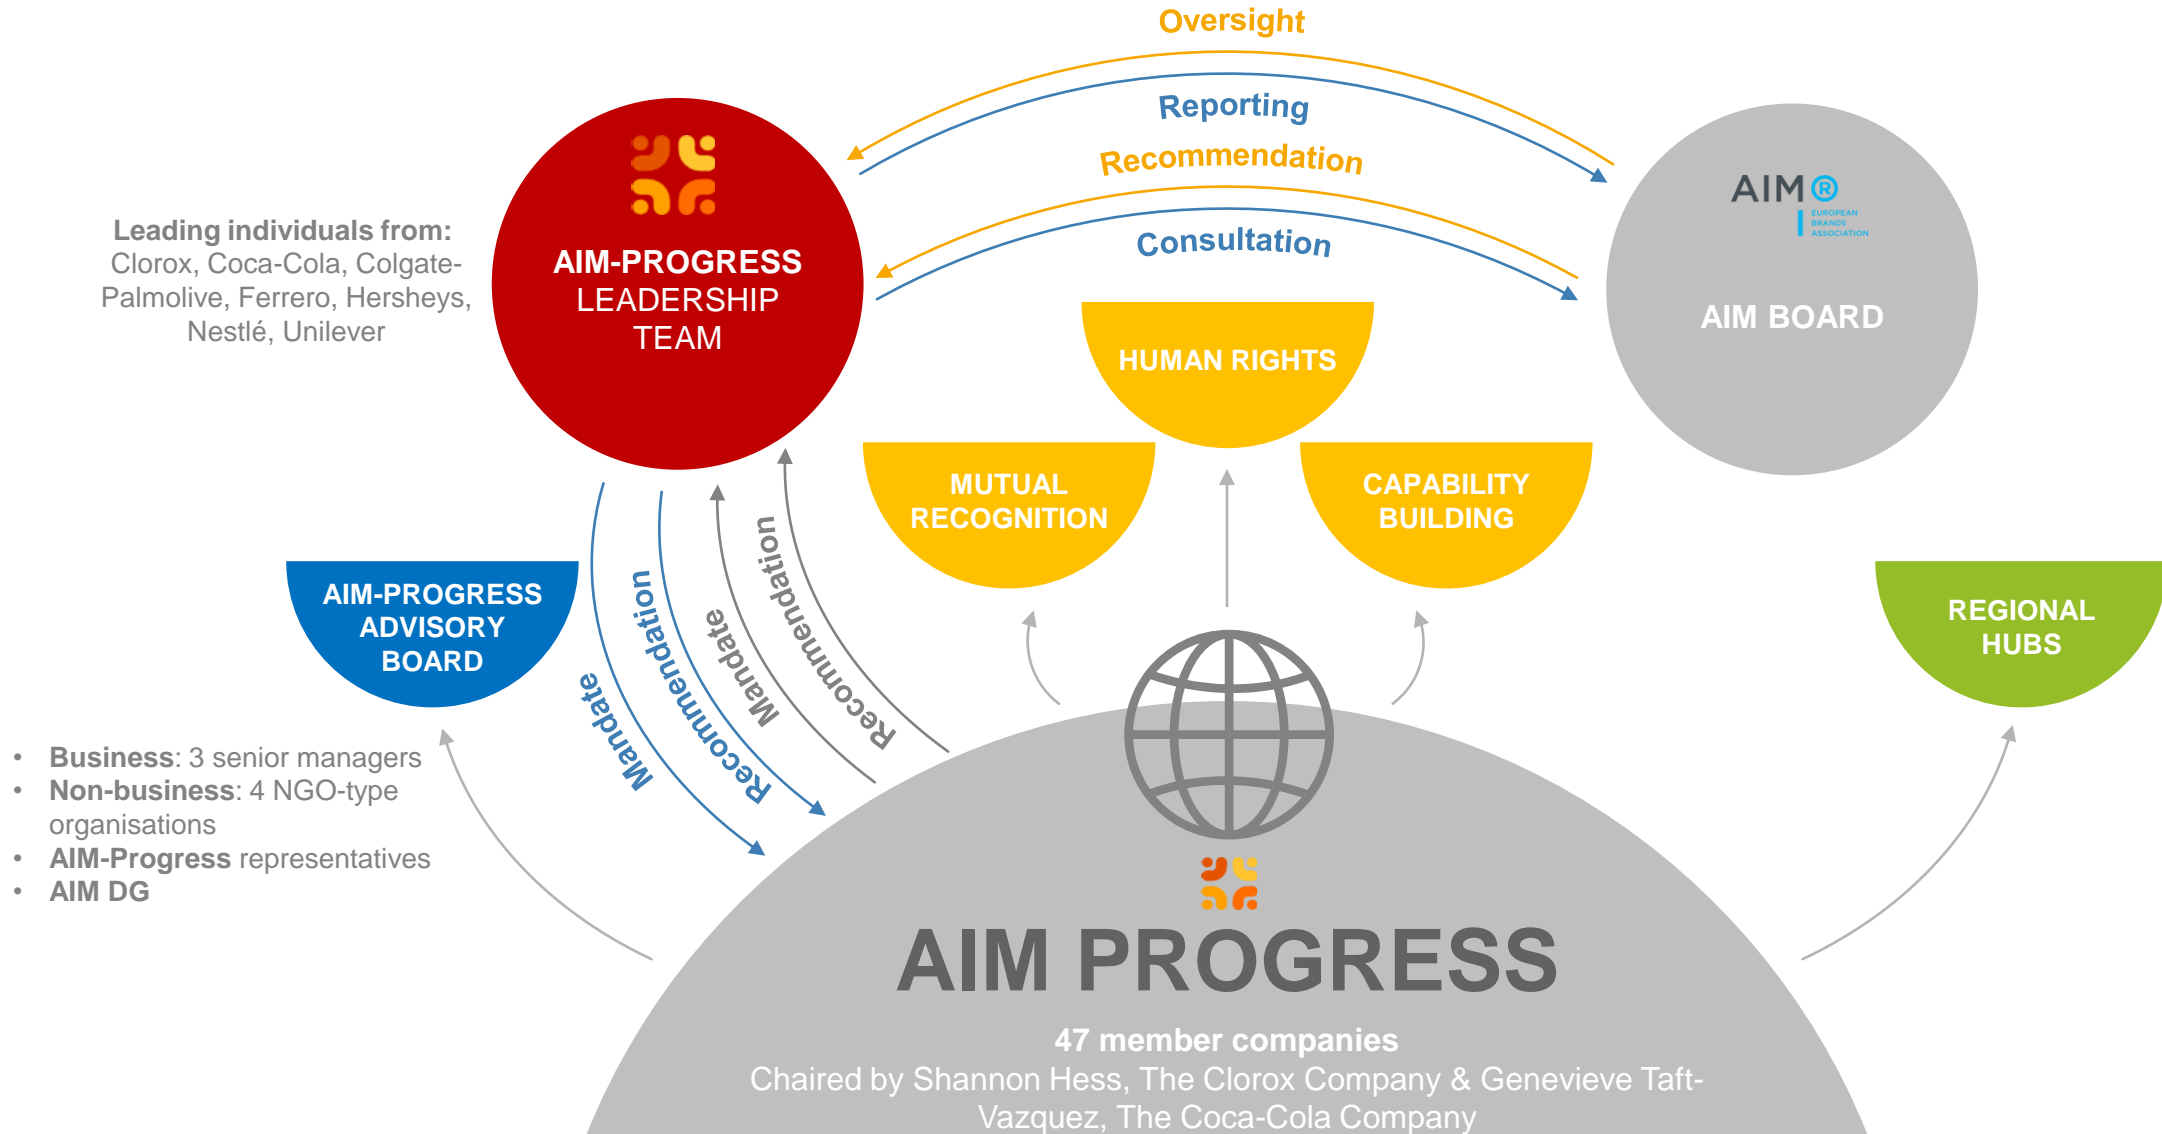 Oversight
Reporting
Recommendation
Consultation
AIM®
EUROPEAN
BRANDS
ASSOCIATION
AIM BOARD
AIM-PROGRESS
LEADERSHIP
TEAM
Leading individuals from:
Clorox, Coca-Cola, Colgate-
Palmolive, Ferrero, Hersheys,
Nestlé, Unilever
HUMAN RIGHTS
MUTUAL
RECOGNITION
CAPABILITY
BUILDING
AIM-PROGRESS
ADVISORY
BOARD
REGIONAL
HUBS
Mandate
Recommendation
Mandate
Recommendation
• Business: 3 senior managers
• Non-business: 4 NGO-type
organisations
• AIM-Progress representatives
• AIM DG
AIM PROGRESS
47 member companies
Chaired by Shannon Hess, The Clorox Company & Genevieve Taft-
Vazquez, The Coca-Cola Company